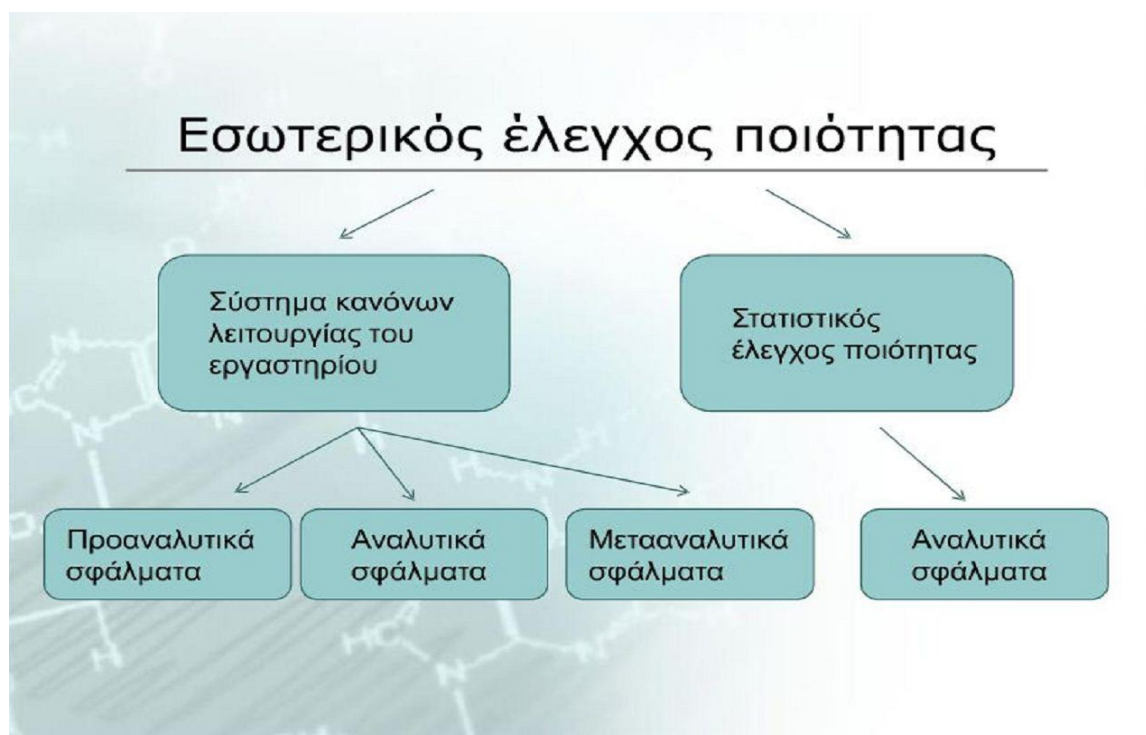 Εσωτερικός έλεγχος ποιότητας
Σύστημα κανόνων
λειτουργίας του
εργαστηρίου
Στατιστικός
έλεγχος ποιότητας
Προαναλυτικά
σφάλματα
Αναλυτικά
σφάλματα
Μετααναλυτικά
σφάλματα
Αναλυτικά
σφάλματα